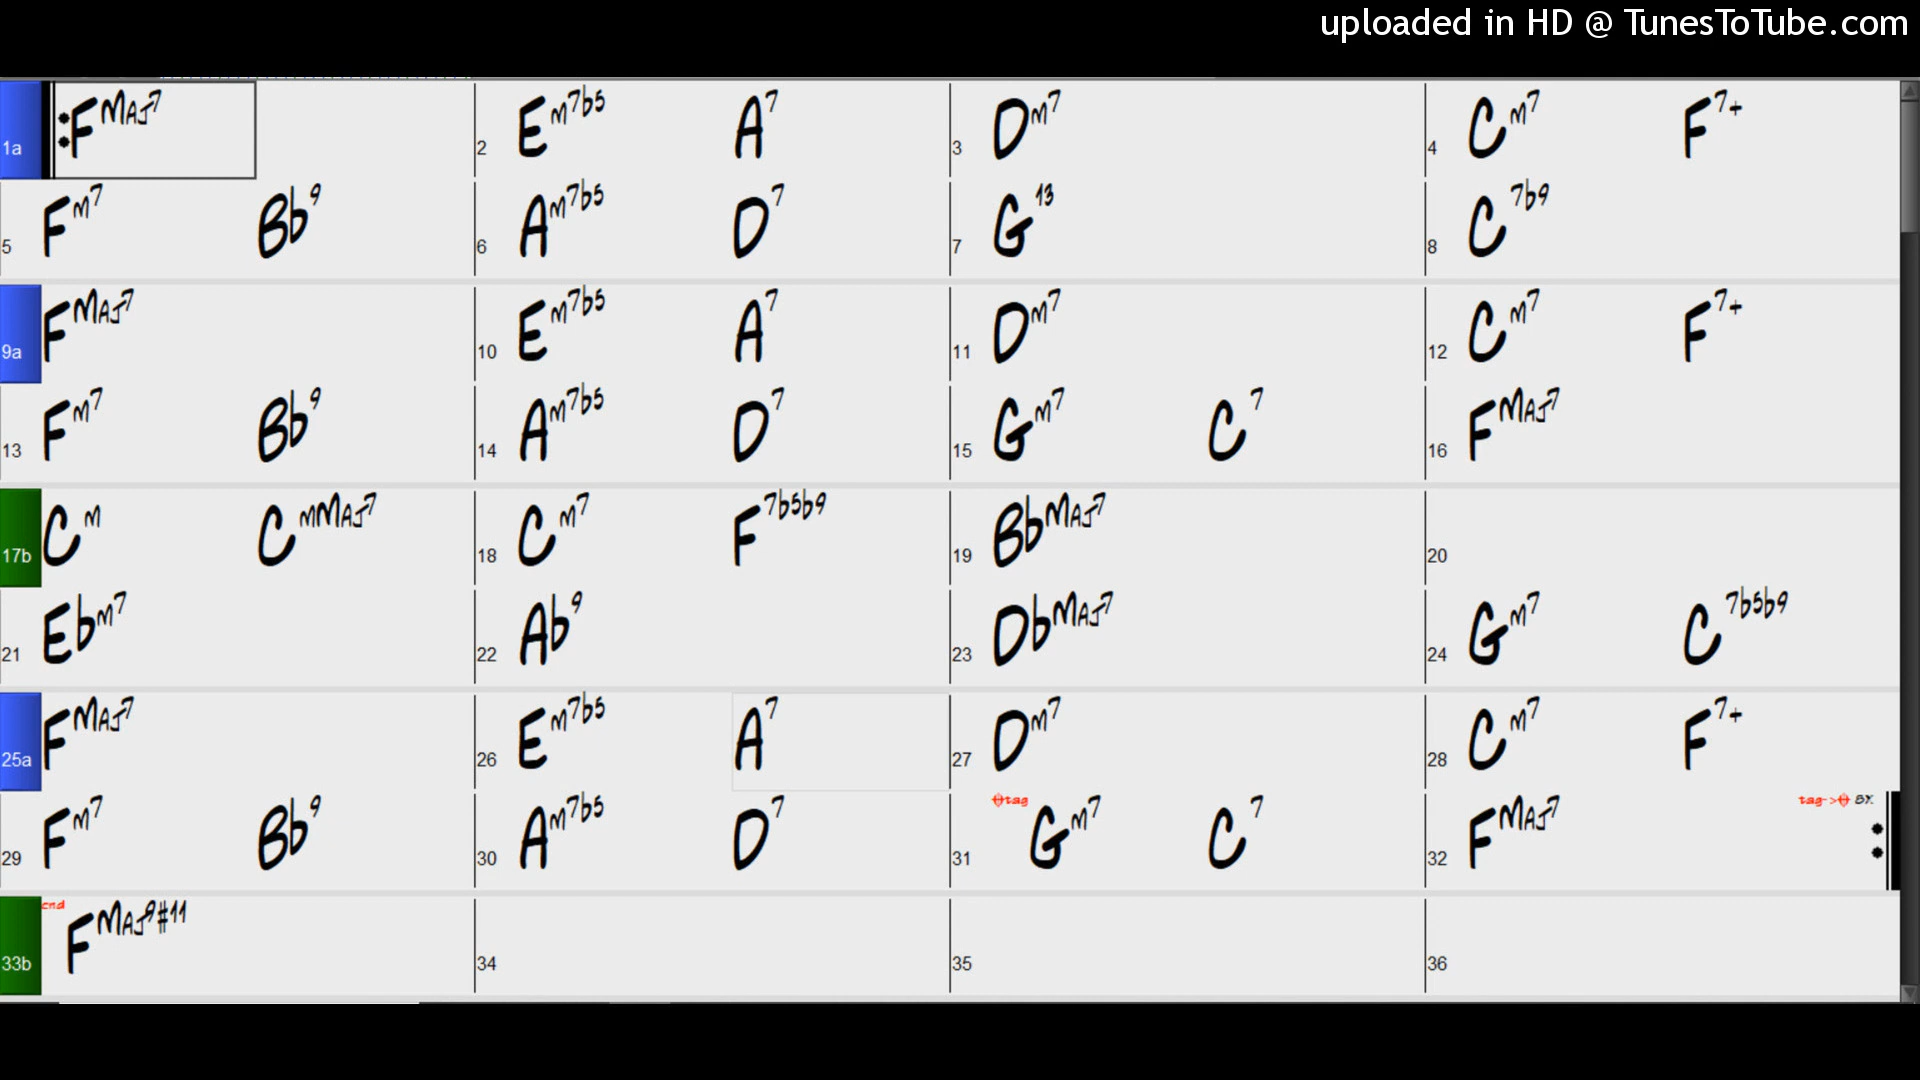 uploaded in HD @ TunesToTube.com
1a FMAJ7 2 Em7b5 A7 3 Dm7 4 Cm7 F7+
5 Fm7 Bb9 6 Am7b5 D7 7 G13 8 C7b9
9a FMAJ7 10 Em7b5 A7 11 Dm7 12 Cm7 F7+
13 Fm7 Bb9 14 Am7b5 D7 15 Gm7 C7 16 FMAJ7
17b Cm CmMAJ7 18 Cm7 F7b5b9 19 BbMAJ7 20
21 Ebm7 22 Ab9 23 DbMAJ7 24 Gm7 C7b5b9
25a FMAJ7 26 Em7b5 A7 27 Dm7 28 Cm7 F7+
tag tag->
29 Fm7 Bb9 30 Am7b5 D7 31 Gm7 C7 32 FMAJ7
end
33b FMAJ9#11 34 35 36